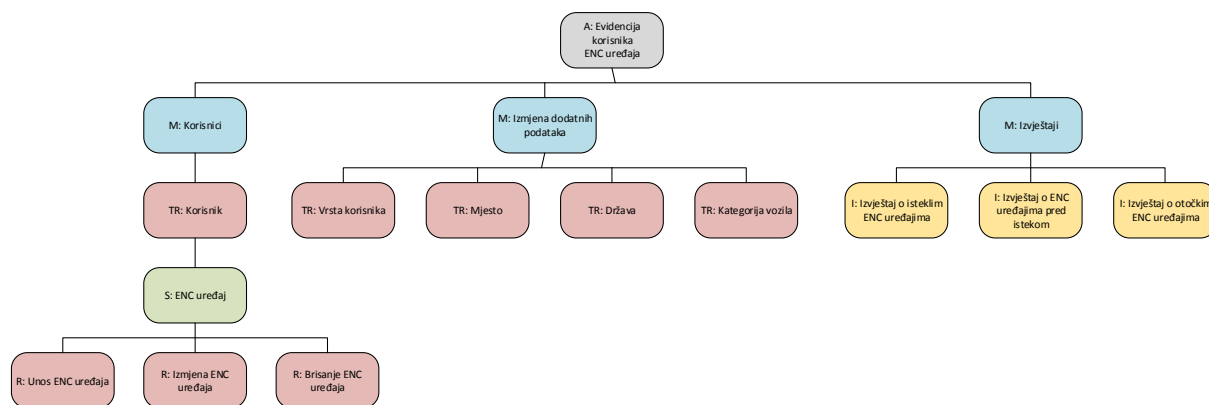 A: Evidencija
korisnika
ENC uređaja
M: Korisnici
M: Izmjena dodatnih
podataka
M: Izvještaji
TR: Korisnik
TR: Vrsta korisnika
TR: Mjesto
TR: Država
TR: Kategorija vozila
I: Izvještaj o isteklim
ENC uređajima
I: Izvještaj o ENC
uređajima pred
istekom
I: Izvještaj o otočkim
ENC uređajima
S: ENC uređaj
R: Unos ENC uređaja
R: Izmjena ENC
uređaja
R: Brisanje ENC
uređaja